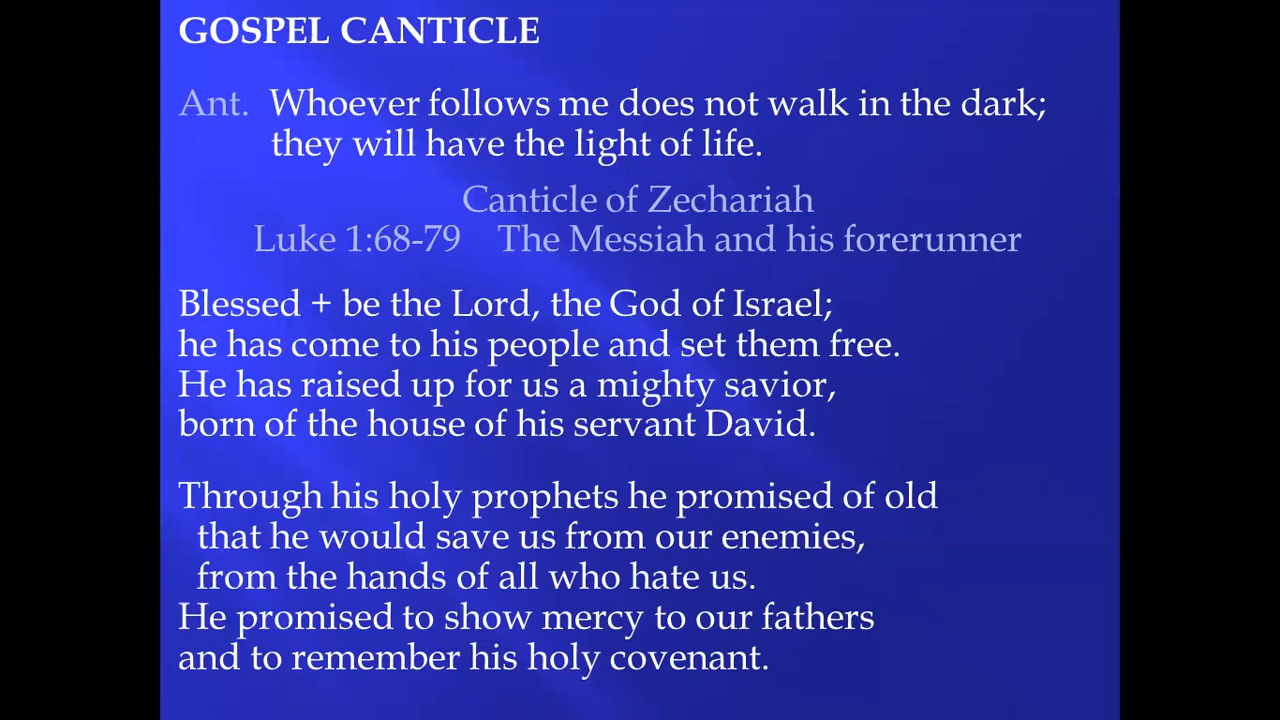 GOSPEL CANTICLE
Ant. Whoever follows me does not walk in the dark;
they will have the light of life.
Canticle of Zechariah
Luke 1:68-79 The Messiah and his forerunner
Blessed + be the Lord, the God of Israel;
he has come to his people and set them free.
He has raised up for us a mighty savior,
born of the house of his servant David.
Through his holy prophets he promised of old
that he would save us from our enemies,
from the hands of all who hate us.
He promised to show mercy to our fathers
and to remember his holy covenant.